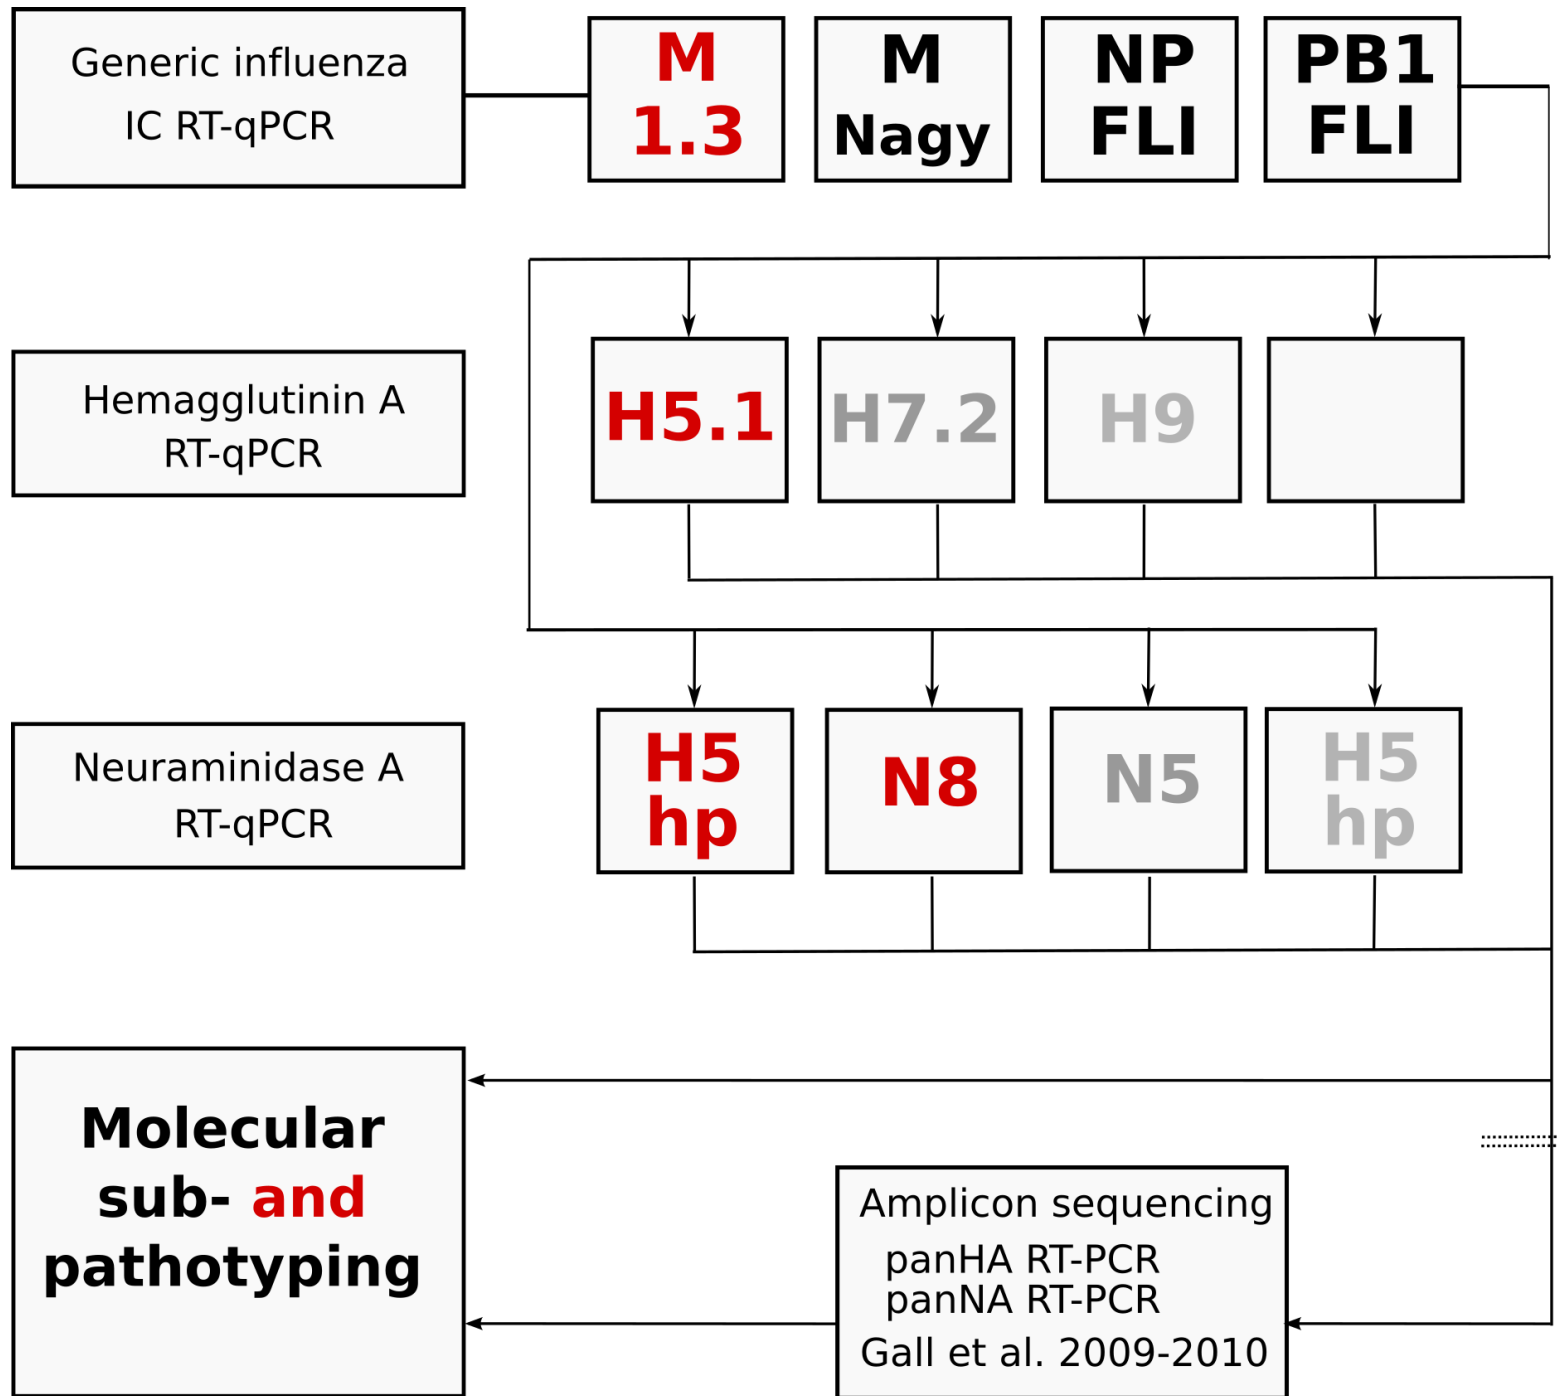 Generic influenza
IC RT-qPCR
M
1.3
M
Nagy
NP
FLI
PB1
FLI
Hemagglutinin A
RT-qPCR
H5.1
H7.2
H9
Neuraminidase A
RT-qPCR
H5
hp
N8
N5
H5
hp
Molecular
sub- and
pathotyping
Amplicon sequencing
panHA RT-PCR
panNA RT-PCR
Gall et al. 2009-2010